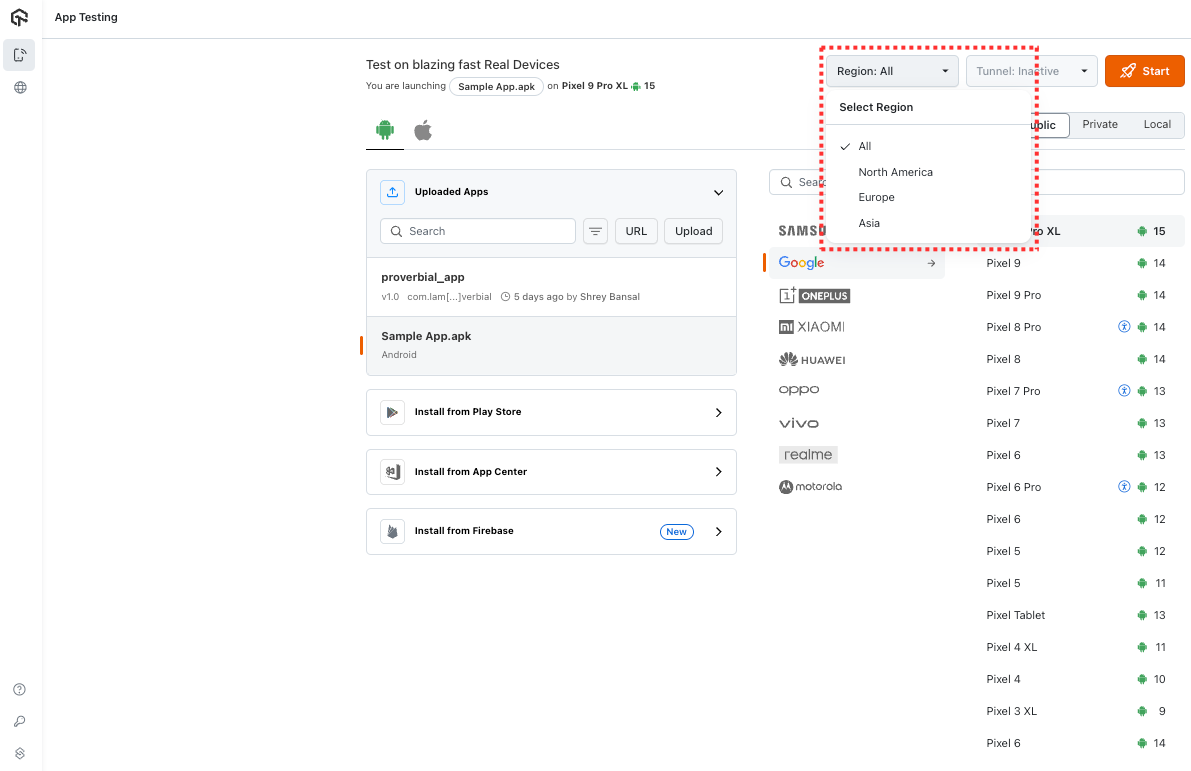 App Testing
Test on blazing fast Real Devices
You are launching Sample App.apk on Pixel 9 Pro XL 15
Region: All
Tunnel: Inactive
Start
Select Region
All
North America
Europe
Asia
Private
Local
Uploaded Apps
Search
URL
Upload
proverbial_app
v1.0 com.lam[...]verbial 5 days ago by Shrey Bansal
Sample App.apk
Android
Install from Play Store
Install from App Center
Install from Firebase
New
Google
ONEPLUS
XIAOMI
HUAWEI
oppo
vivo
realme
motorola
XL 15
Pixel 9 14
Pixel 9 Pro 14
Pixel 8 Pro 14
Pixel 8 14
Pixel 7 Pro 13
Pixel 7 13
Pixel 6 13
Pixel 6 Pro 12
Pixel 6 12
Pixel 5 12
Pixel 5 11
Pixel Tablet 13
Pixel 4 XL 11
Pixel 4 10
Pixel 3 XL 9
Pixel 6 14